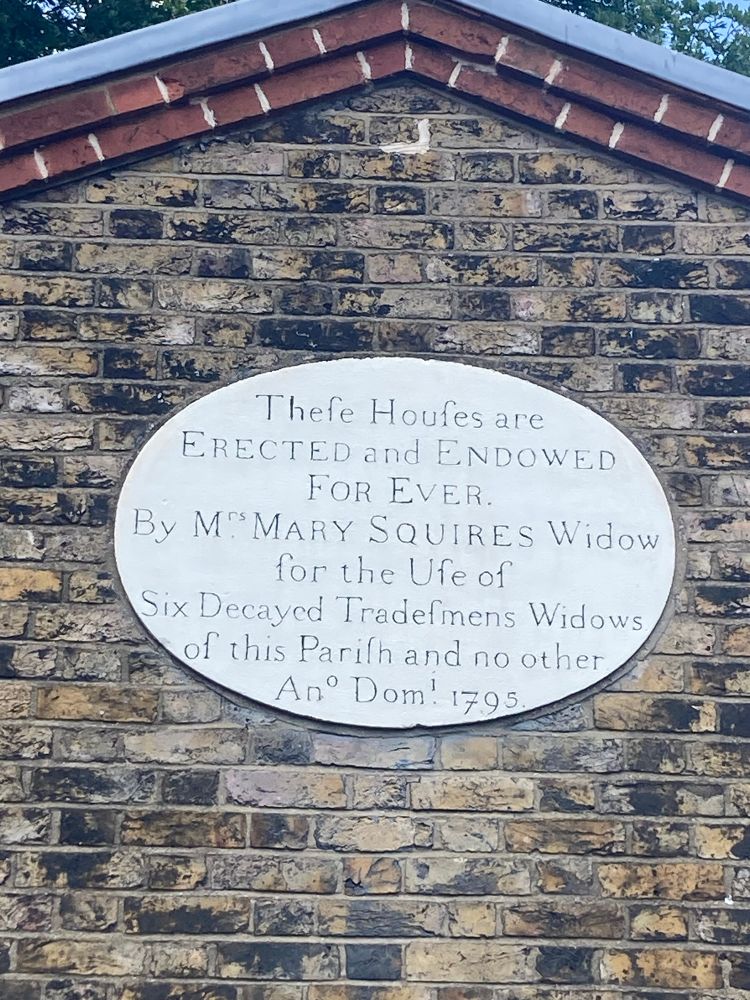 Theſe Houſes are
ERECTED and ENDOWED
FOR EVER.
By Mrs. MARY SQUIRES Widow
for the Uſe of
Six Decayed Tradeſmens Widows
of this Pariſh and no other
Ano Domi. 1795.